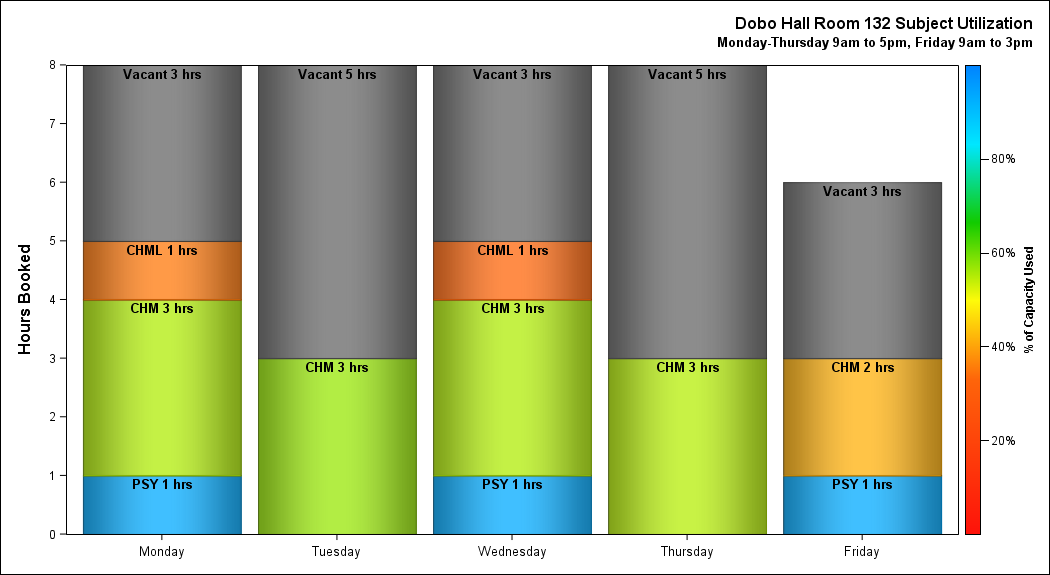 Dobo Hall Room 132 Subject Utilization
Monday-Thursday 9am to 5pm, Friday 9am to 3pm
Hours Booked
8
7
6
5
4
3
2
1
0
Vacant 3 hrs
CHML 1 hrs
CHM 3 hrs
PSY 1 hrs
Vacant 5 hrs
CHM 3 hrs
Vacant 3 hrs
CHML 1 hrs
CHM 3 hrs
PSY 1 hrs
Vacant 5 hrs
CHM 3 hrs
Vacant 3 hrs
CHM 2 hrs
PSY 1 hrs
Monday
Tuesday
Wednesday
Thursday
Friday
80%
60%
40%
20%
% of Capacity Used